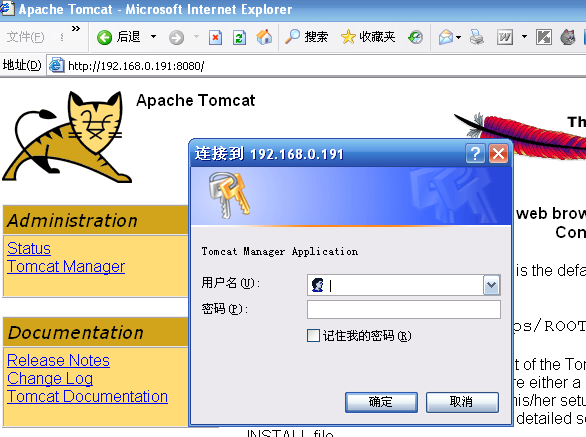 Apache Tomcat - Microsoft Internet Explorer
文件(F) » 后退 搜索 收藏夹
地址(D) http://192.168.0.191:8080/
Apache Tomcat
Th
连接到 192.168.0.191
Administration
Status
Tomcat Manager
Tomcat Manager Application
用户名(U):
密码(P):
记住我的密码(R)
确定 取消
Documentation
Release Notes
Change Log
Tomcat Documentation
web brow
Con
is the defa
ps/ROOT
t of the Tor
re either a
his/her setu
detailed se
INSTALL file